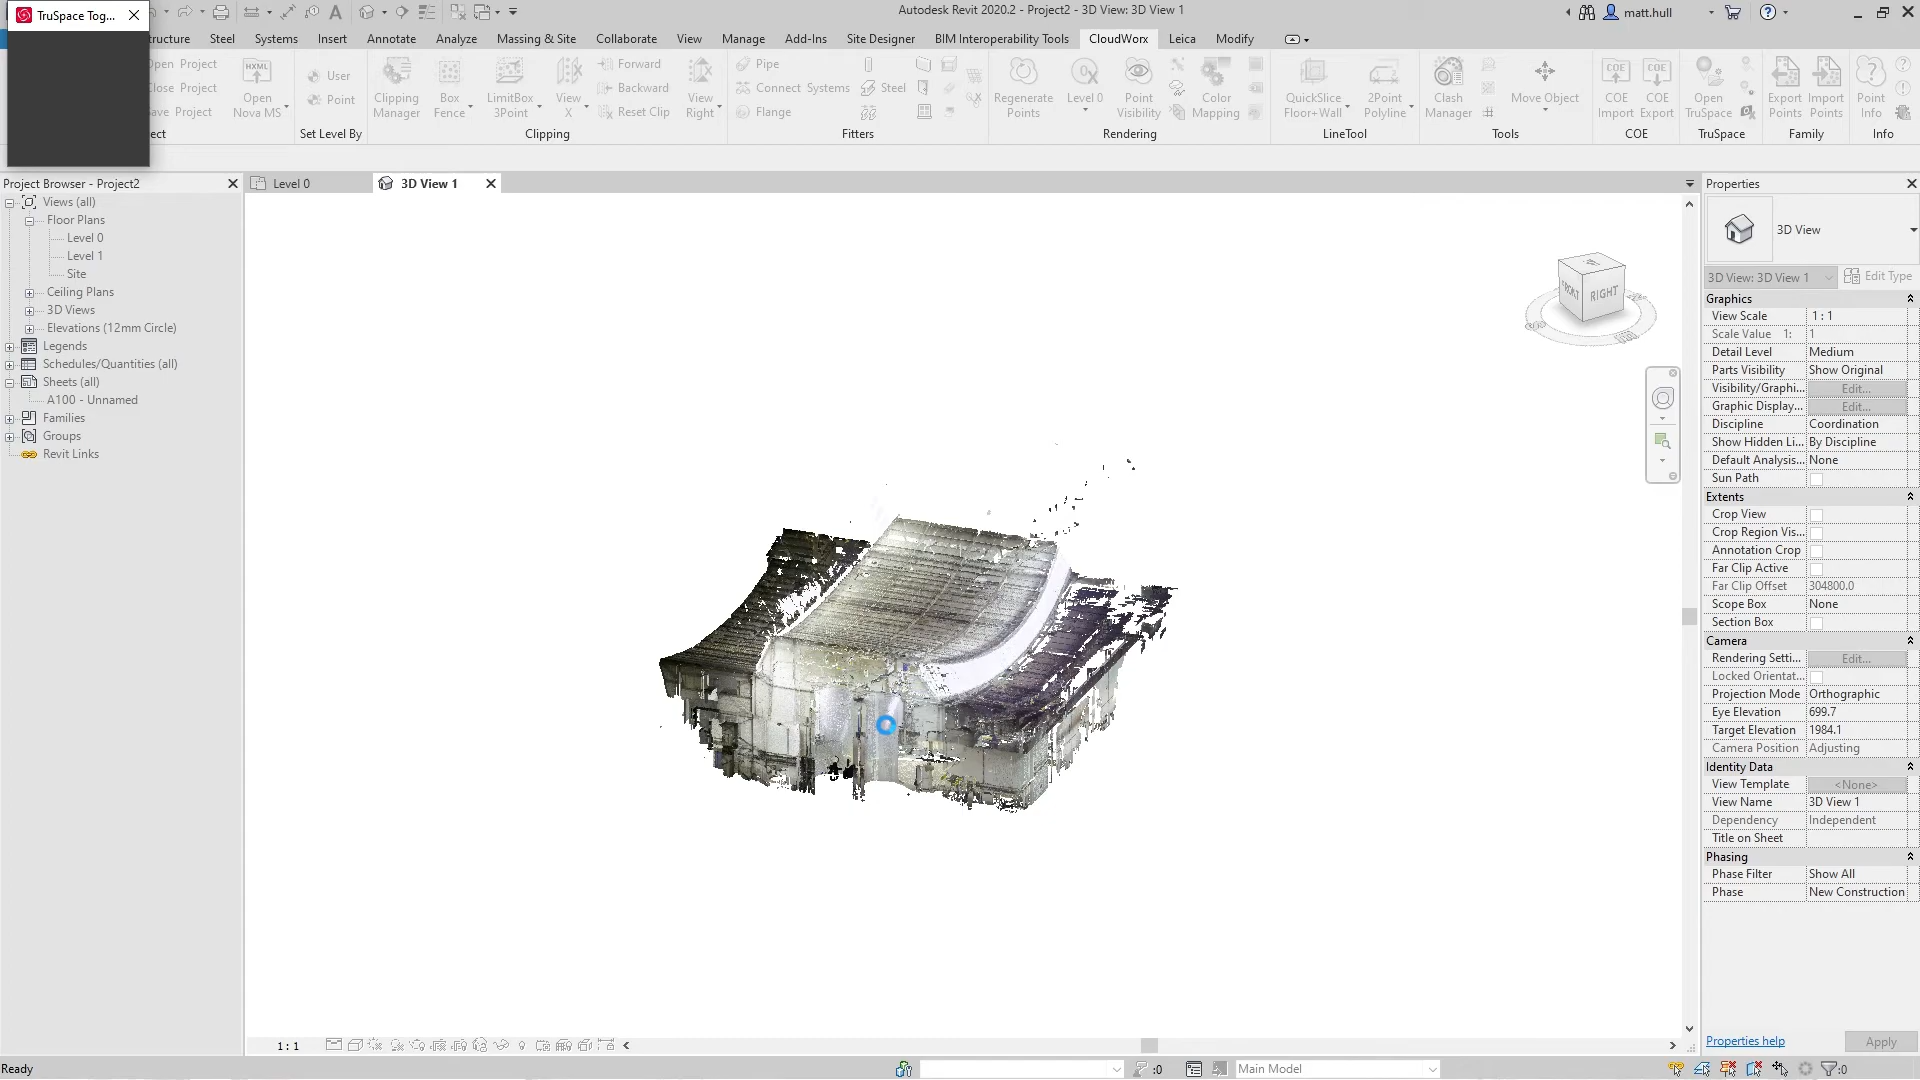 TruSpace Tog...
Autodesk Revit 2020.2 - Project2 - 3D View: 3D View 1
matt.hull
Steel
Systems
Insert
Annotate
Analyze
Massing & Site
Collaborate
View
Manage
Add-Ins
Site Designer
BIM Interoperability Tools
CloudWorx
Leica
Modify
Project
Project
Project
HXML
Open
Nova MS
User
Point
Set Level By
Clipping
Manager
Box
Fence
LimitBox
3Point
View
X
Forward
Backward
Reset Clip
View
Right
Clipping
Pipe
Connect Systems
Flange
Steel
Fitters
Regenerate
Points
Level 0
Point
Visibility
Color
Mapping
Rendering
QuickSlice
Floor+Wall
2Point
Polyline
LineTool
Clash
Manager
Move Object
Tools
COE
COE
Import
COE
COE
Export
COE
Open
TruSpace
TruSpace
Export
Points
Import
Points
Family
Point
Info
Info
Project Browser - Project2
Views (all)
Floor Plans
Level 0
Level 1
Site
Ceiling Plans
3D Views
Elevations (12mm Circle)
Legends
Schedules/Quantities (all)
Sheets (all)
A100 - Unnamed
Families
Groups
Revit Links
Level 0
3D View 1
FRONT
RIGHT
Properties
3D View
3D View: 3D View 1
Edit Type
Graphics
View Scale 1 : 1
Scale Value 1: 1
Detail Level Medium
Parts Visibility Show Original
Visibility/Graphi... Edit...
Graphic Display... Edit...
Discipline Coordination
Show Hidden Li... By Discipline
Default Analysis... None
Sun Path
Extents
Crop View
Crop Region Vis...
Annotation Crop
Far Clip Active
Far Clip Offset 304800.0
Scope Box None
Section Box
Camera
Rendering Setti... Edit...
Locked Orientat...
Projection Mode Orthographic
Eye Elevation 699.7
Target Elevation 1984.1
Camera Position Adjusting
Identity Data
View Template <None>
View Name 3D View 1
Dependency Independent
Title on Sheet
Phasing
Phase Filter Show All
Phase New Construction
Properties help
Apply
1 : 1
Ready
:0
Main Model
:0